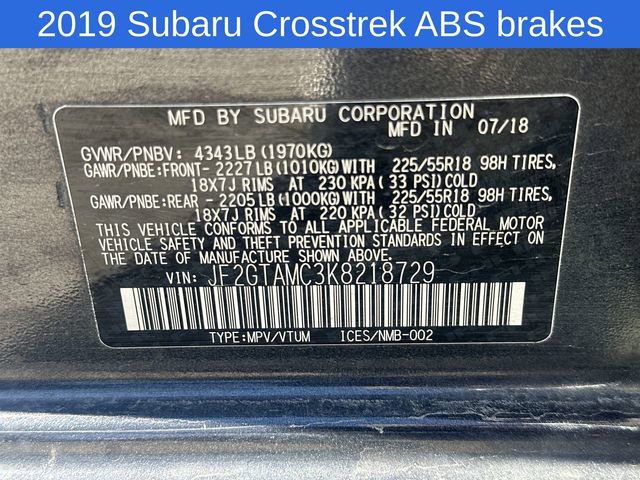 2019 Subaru Crosstrek ABS brakes
MFD BY SUBARU CORPORATION
MFD IN 07/18
GVWR/PNBV: 4343LB (1970KG)
GAWR/PNBE:FRONT- 2227LB (1010KG) WITH 225/55R18 98H TIRES,
18X7J RIMS AT 230 KPA (33 PSI) COLD
GAWR/PNBE:REAR - 2205LB (1000KG) WITH 225/55R18 98H TIRES,
18X7J RIMS AT 220 KPA (32 PSI) COLD
THIS VEHICLE CONFORMS TO ALL APPLICABLE FEDERAL MOTOR
VEHICLE SAFETY AND THEFT PREVENTION STANDARDS IN EFFECT ON THE
DATE OF MANUFACTURE SHOWN ABOVE.
VIN: JF2GTAMC3K8218729
TYPE:MPV/VTUM ICES/NMB-002